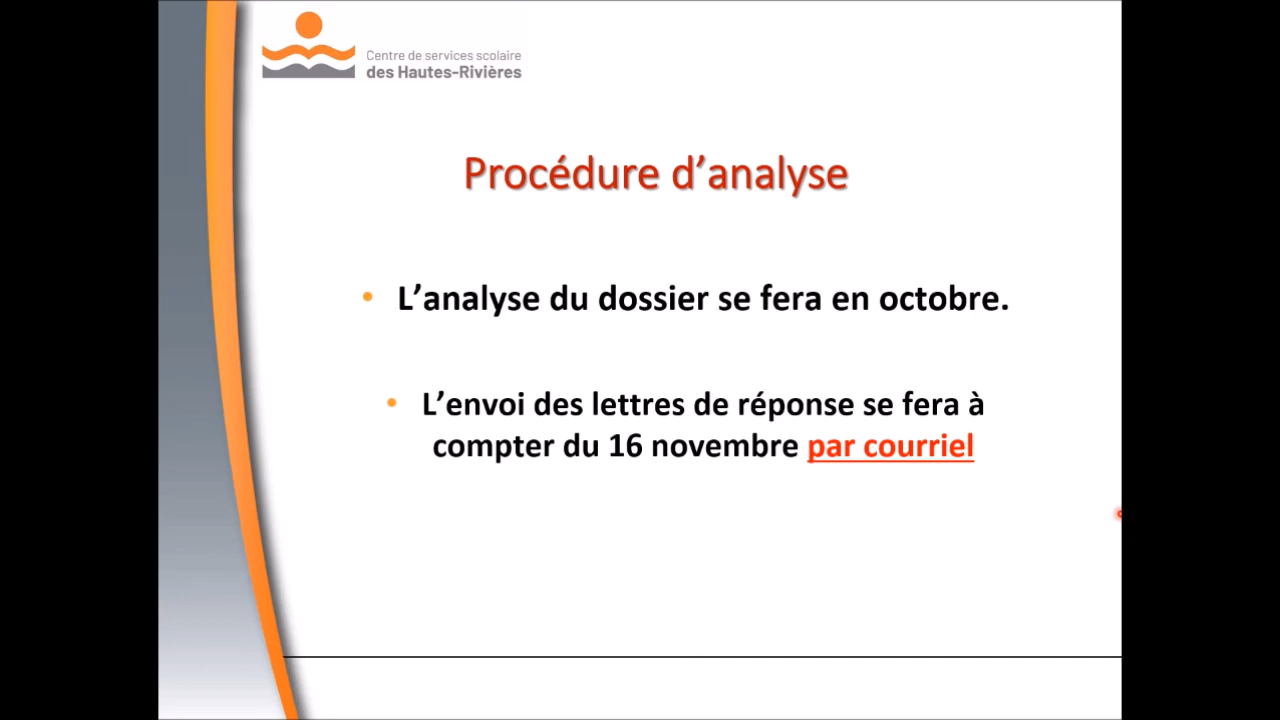 Centre de services scolaire
des Hautes-Rivières
Procédure d’analyse
• L’analyse du dossier se fera en octobre.
• L’envoi des lettres de réponse se fera à
compter du 16 novembre par courriel